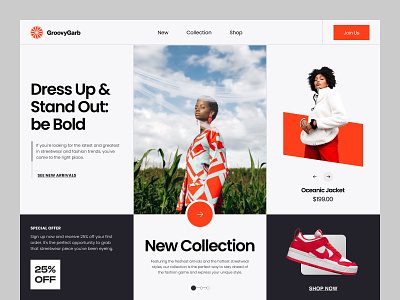 GroovyGarb
New
Collection
Shop
Join Us
Dress Up &
Stand Out:
be Bold
If you're looking for the latest and greatest
in streetwear and fashion trends, you've
come to the right place.
SEE NEW ARRIVALS
Oceanic Jacket
$199.00
SPECIAL OFFER
Sign up now and receive 25% off your first
order. It's the perfect opportunity to grab
that streetwear piece you've been eyeing.
25%
OFF
New Collection
Featuring the freshest arrivals and the hottest streetwear
styles, our collection is the perfect way to stay ahead of
the fashion game and express your unique style.
SHOP NOW